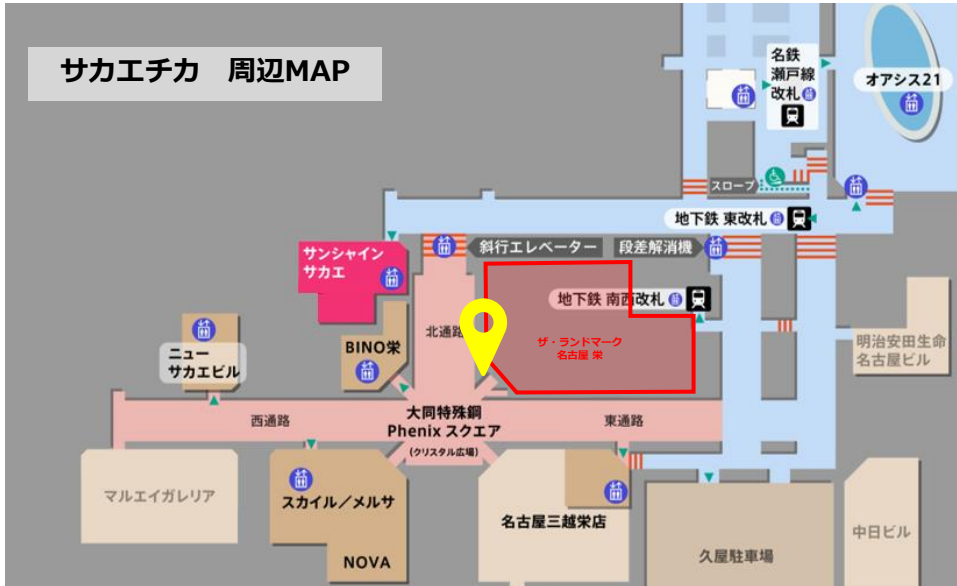 サカエチカ 周辺MAP
名鉄
瀬戸線
改札
オアシス21
スロープ
地下鉄 東改札
サンシャイン
サカエ
斜行エレベーター
段差解消機
地下鉄 南西改札
北通路
ザ・ランドマーク
名古屋 栄
BINO栄
ニュー
サカエビル
明治安田生命
名古屋ビル
西通路
大同特殊鋼
Phenix スクエア
(クリスタル広場)
東通路
マルエイガレリア
スカイル/メルサ
NOVA
名古屋三越栄店
久屋駐車場
中日ビル